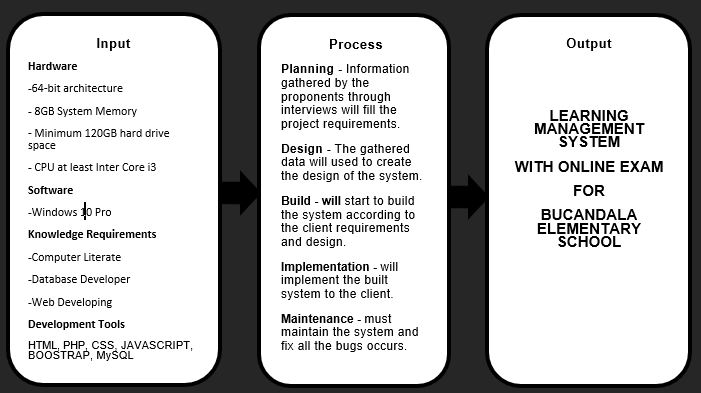 Input
Hardware
-64-bit architecture
- 8GB System Memory
- Minimum 120GB hard drive
space
- CPU at least Inter Core i3
Software
-Windows 10 Pro
Knowledge Requirements
-Computer Literate
-Database Developer
-Web Developing
Development Tools
HTML, PHP, CSS, JAVASCRIPT,
BOOSTRAP, MySQL
Process
Planning - Information
gathered by the
proponents through
interviews will fill the
project requirements.
Design - The gathered
data will used to create
the design of the system.
Build - will start to build
the system according to
the client requirements
and design.
Implementation - will
implement the built
system to the client.
Maintenance - must
maintain the system and
fix all the bugs occurs.
Output
LEARNING
MANAGEMENT
SYSTEM
WITH ONLINE EXAM
FOR
BUCANDALA
ELEMENTARY
SCHOOL